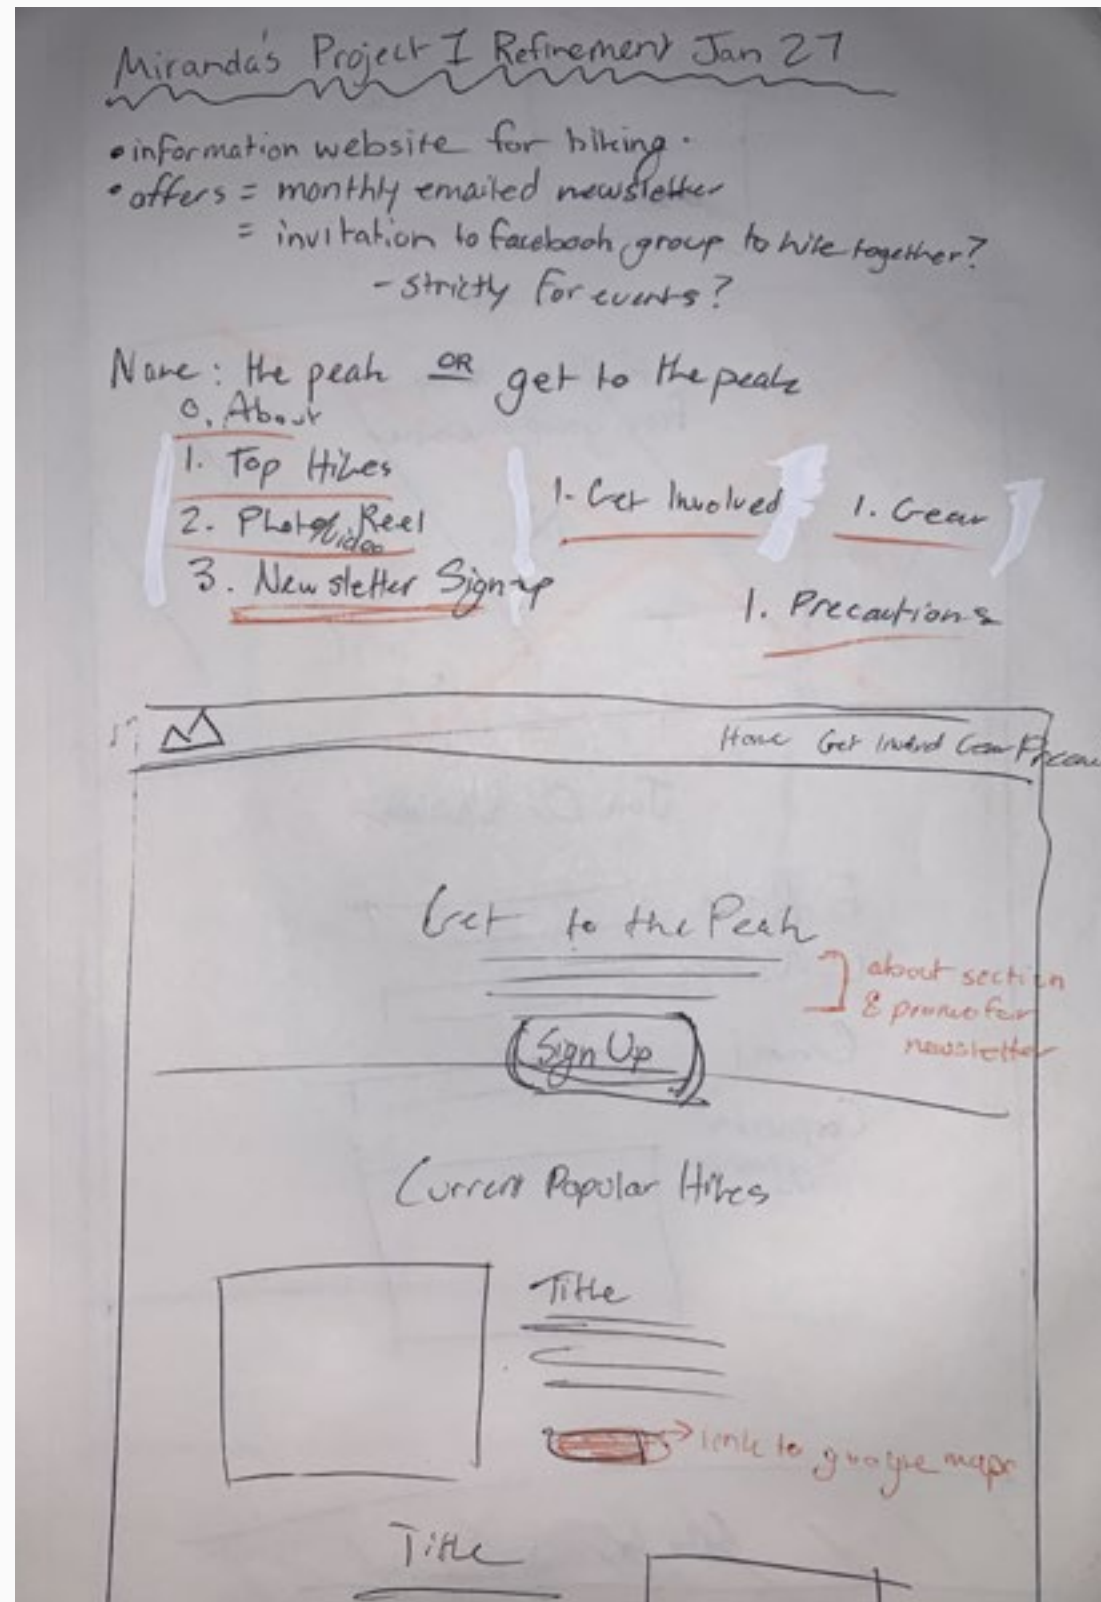 Miranda's Project I Refinement Jan 27
• information website for hiking.
• offers = monthly emailed newsletter
= invitation to facebook group to hike together?
- strictly for events?
Name: the peak OR get to the peak
0. About
1. Top Hikes
2. Photo/Video Reel
3. Newsletter Sign-up
1. Get Involved
1. Gear
1. Precautions
Home Get Involved Gear
Get to the Peak
about section
& promo for
newsletter
Sign Up
Current Popular Hikes
Title
link to google maps
Title